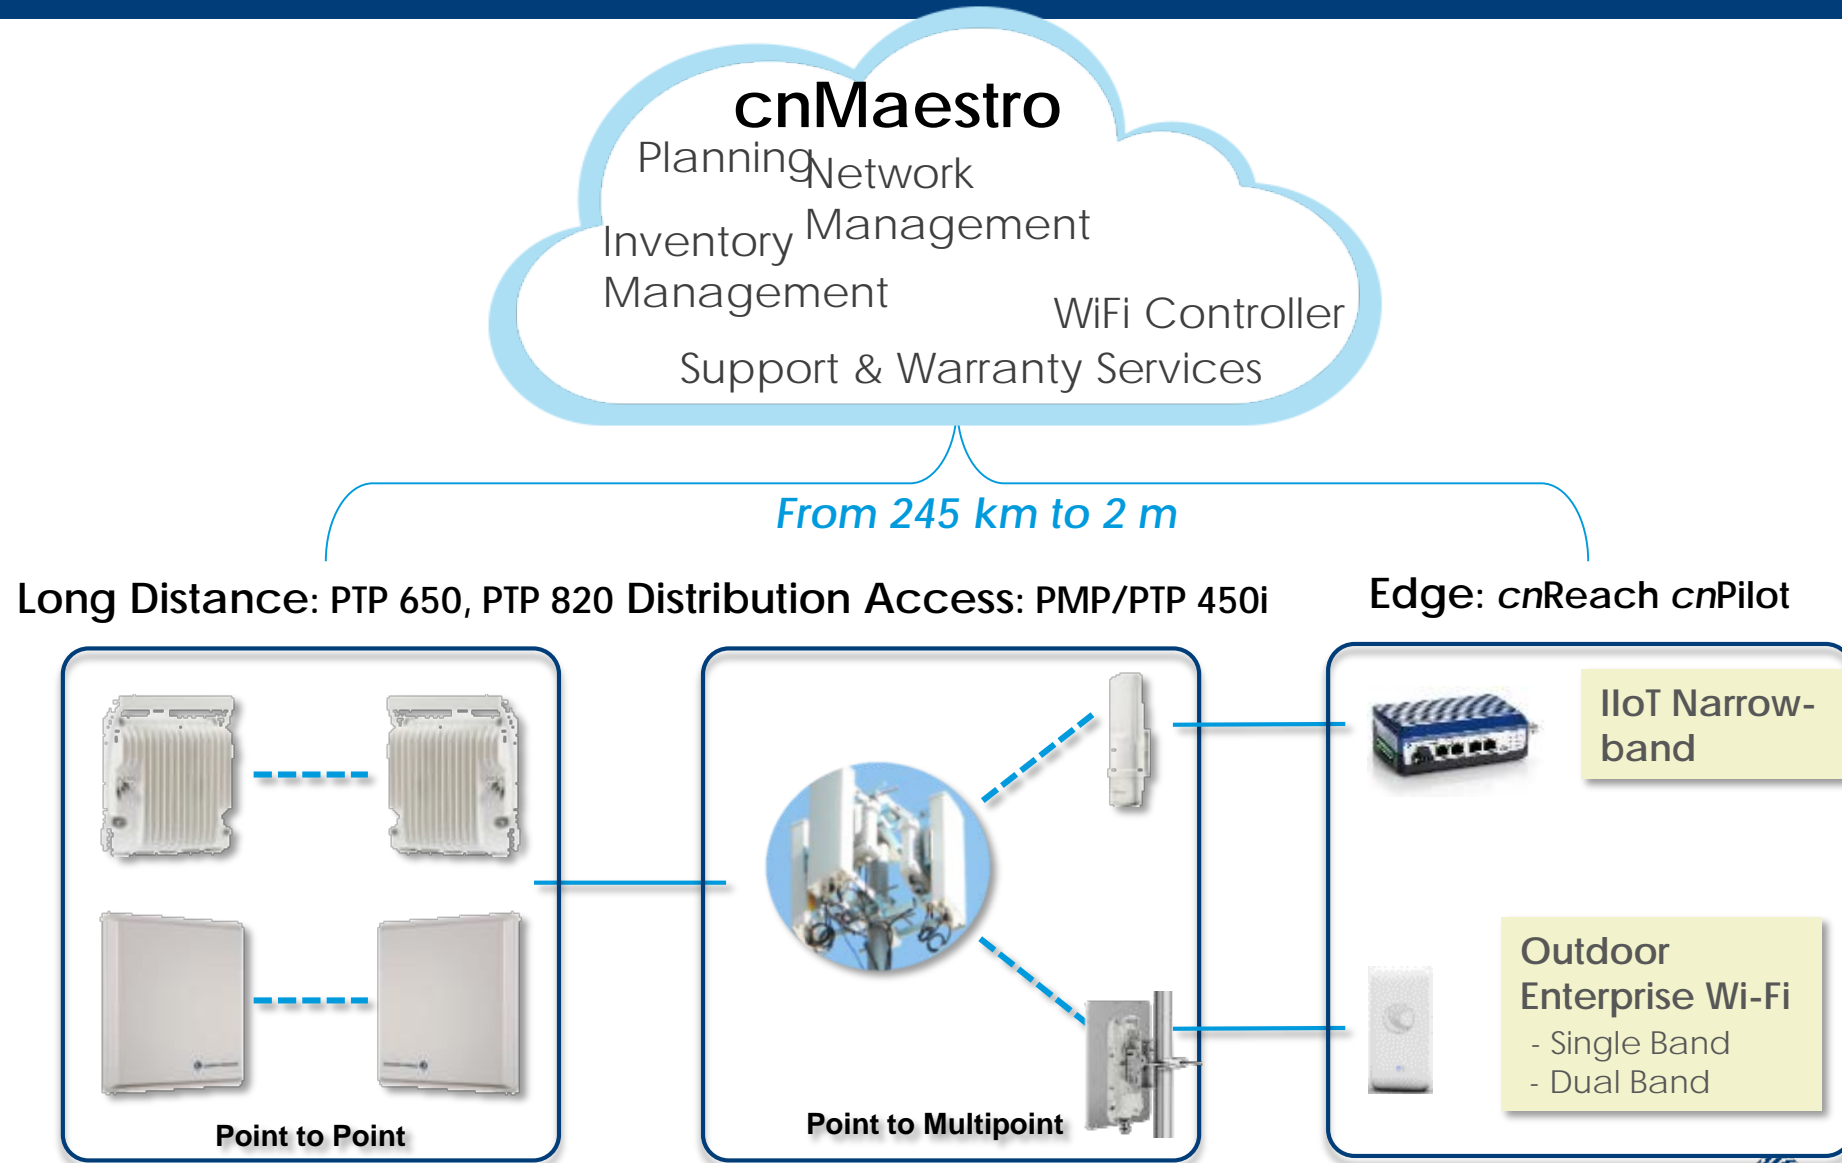 cnMaestro
Planning
Network
Management
Inventory
Management
WiFi Controller
Support & Warranty Services
From 245 km to 2 m
Long Distance: PTP 650, PTP 820 Distribution Access: PMP/PTP 450i
Edge: cnReach cnPilot
IIoT Narrow-
band
Outdoor
Enterprise Wi-Fi
- Single Band
- Dual Band
Point to Point
Point to Multipoint